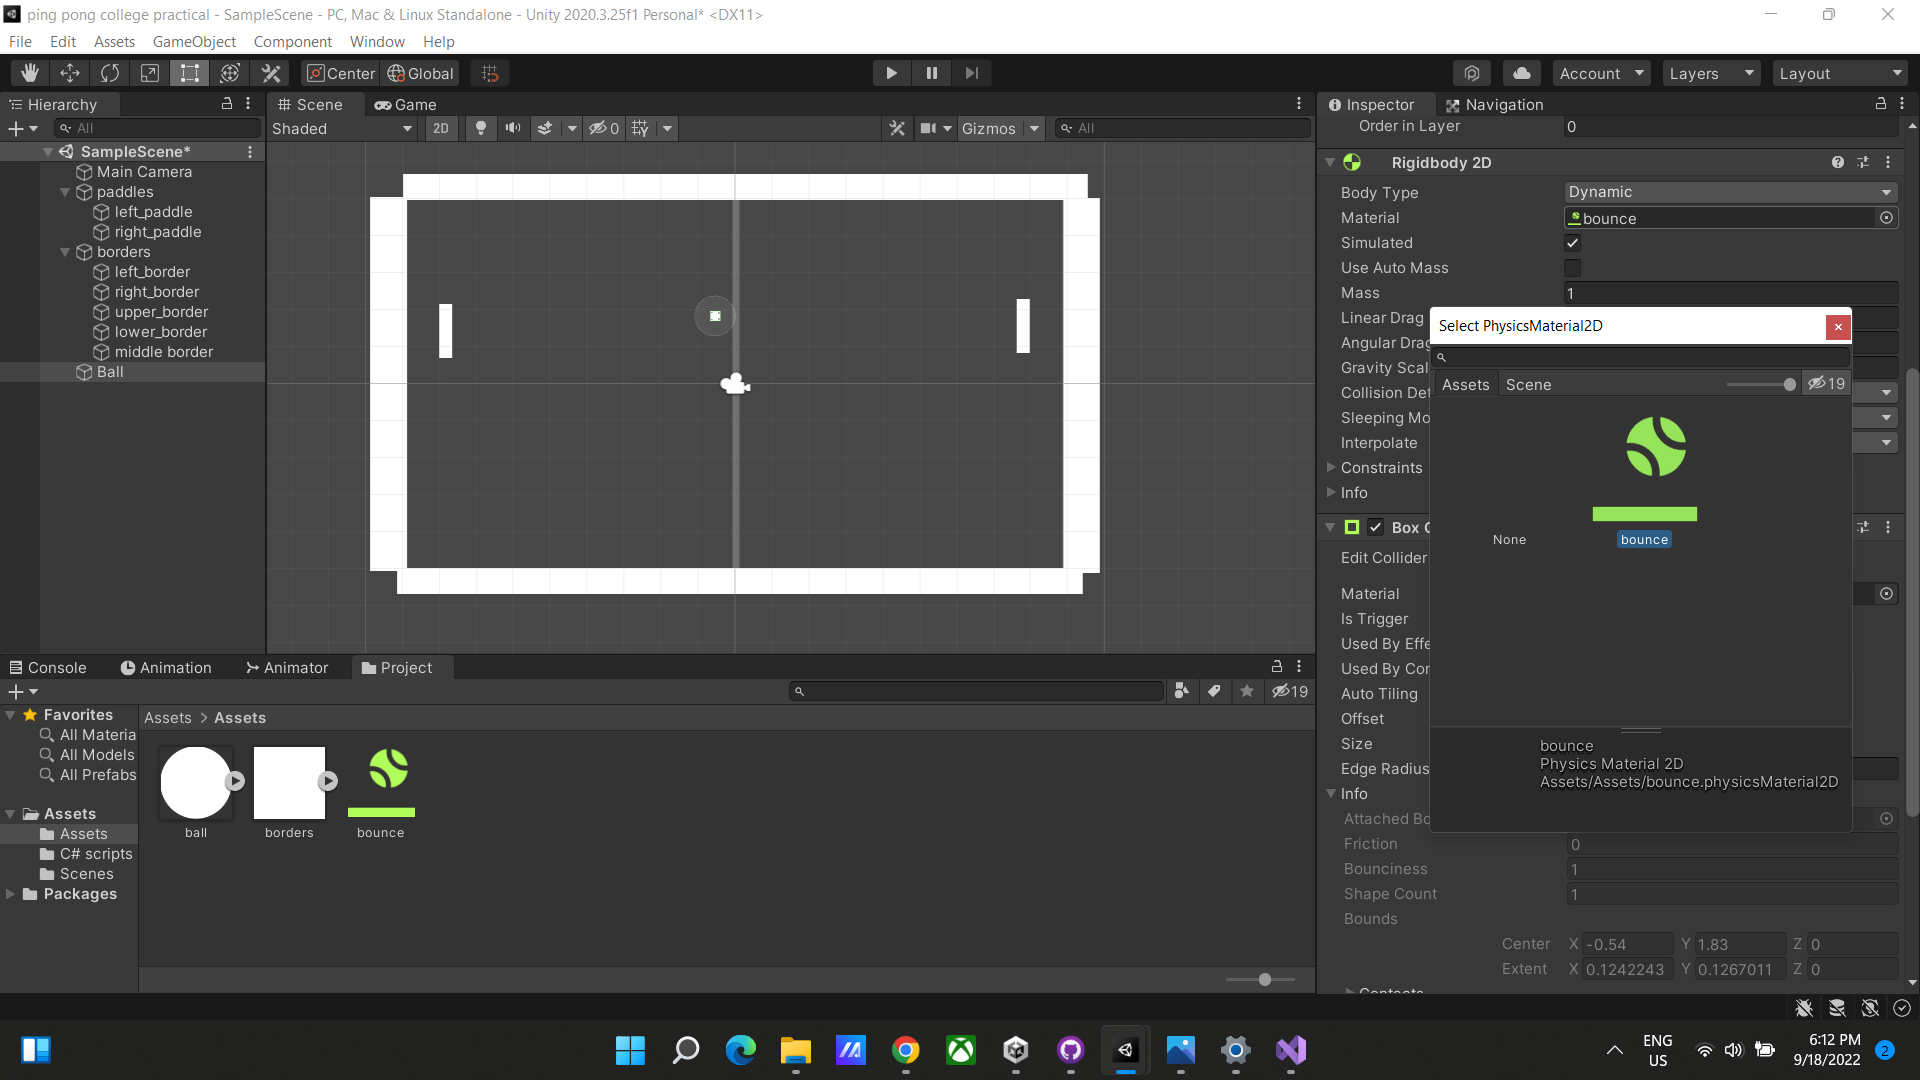 ping pong college practical - SampleScene - PC, Mac & Linux Standalone - Unity 2020.3.25f1 Personal* <DX11>
File Edit Assets GameObject Component Window Help
Center Global Account Layers Layout
Hierarchy
All
SampleScene*
Main Camera
paddles
left_paddle
right_paddle
borders
left_border
right_border
upper_border
lower_border
middle border
Ball
Scene Game
Shaded 2D 0 Gizmos All
Inspector Navigation
Order in Layer 0
Rigidbody 2D
Body Type Dynamic
Material bounce
Simulated
Use Auto Mass
Mass 1
Linear Drag
Angular Drag
Gravity Scal
Collision Det
Sleeping Mo
Interpolate
Constraints
Info
Box C
Edit Collider
Material
Is Trigger
Used By Effe
Used By Cor
Auto Tiling
Offset
Size
Edge Radius
Info
Attached Bo
Friction 0
Bounciness 1
Shape Count 1
Bounds
Center X -0.54 Y 1.83 Z 0
Extent X 0.1242243 Y 0.1267011 Z 0
Contacts
Select PhysicsMaterial2D
Assets Scene 19
None bounce
bounce
Physics Material 2D
Assets/Assets/bounce.physicsMaterial2D
Console Animation Animator Project
19
Favorites
All Materia
All Models
All Prefabs
Assets
Assets
C# scripts
Scenes
Packages
Assets > Assets
ball borders bounce
ENG
US
6:12 PM
9/18/2022
2